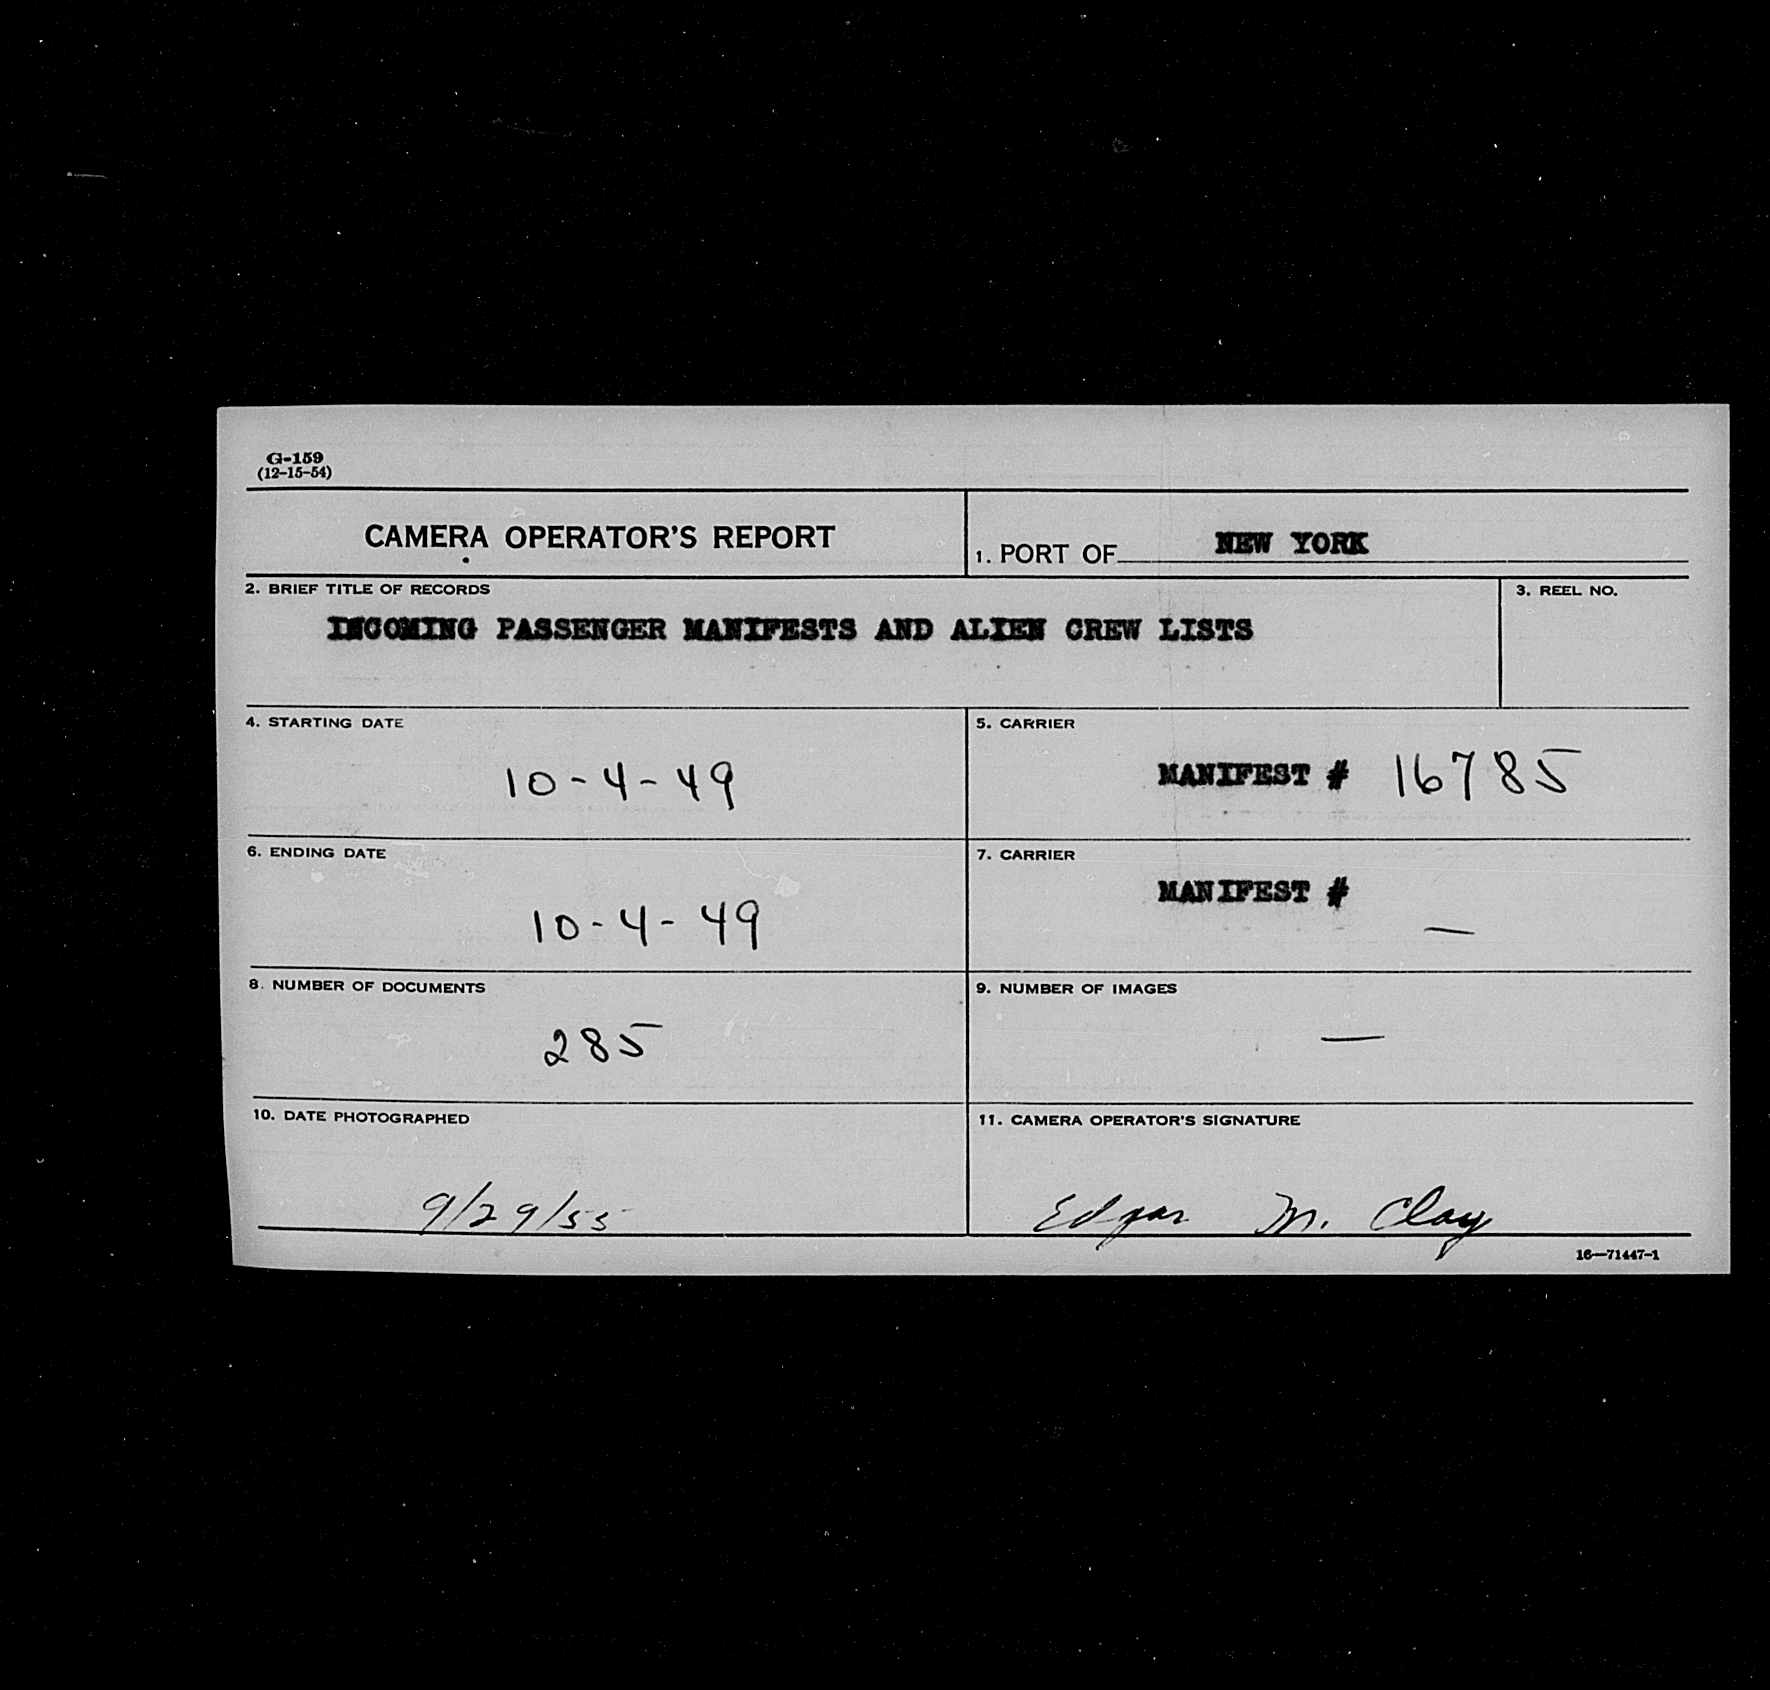 G-159
(12-15-54)
CAMERA OPERATOR'S REPORT
1. PORT OF NEW YORK
2. BRIEF TITLE OF RECORDS
INCOMING PASSENGER MANIFESTS AND ALIEN CREW LISTS
3. REEL NO.
4. STARTING DATE
10-4-49
5. CARRIER
MANIFEST # 16785
6. ENDING DATE
10-4-49
7. CARRIER
MANIFEST #
—
8. NUMBER OF DOCUMENTS
285
9. NUMBER OF IMAGES
—
10. DATE PHOTOGRAPHED
9/29/55
11. CAMERA OPERATOR'S SIGNATURE
Edgar M. Clay
16—71447-1